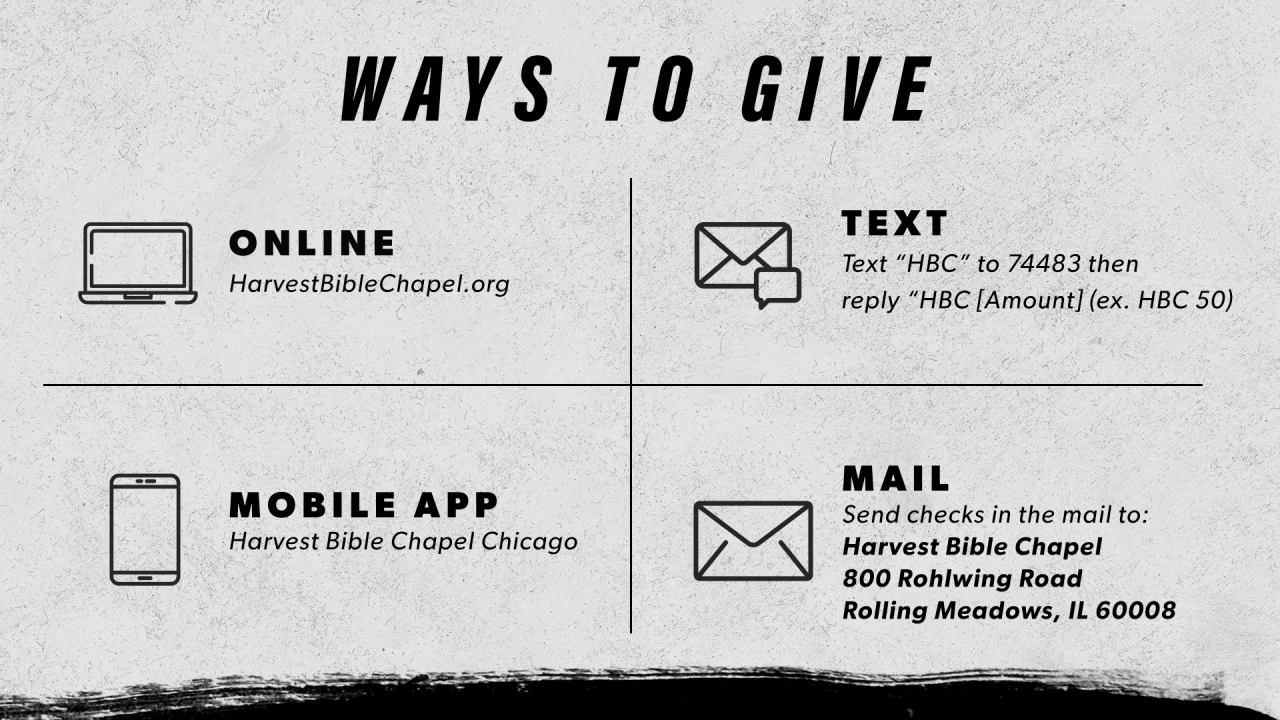 WAYS TO GIVE
ONLINE
HarvestBibleChapel.org
TEXT
Text “HBC” to 74483 then
reply “HBC [Amount] (ex. HBC 50)
MOBILE APP
Harvest Bible Chapel Chicago
MAIL
Send checks in the mail to:
Harvest Bible Chapel
800 Rohlwing Road
Rolling Meadows, IL 60008